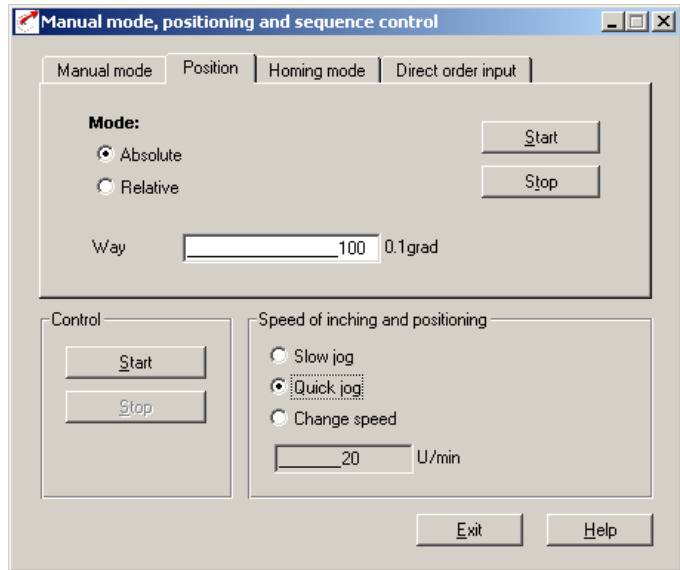 Manual mode, positioning and sequence control
Manual mode Position Homing mode Direct order input
Mode:
Absolute
Relative
Start
Stop
Way _______________100 0.1grad
Control
Start
Stop
Speed of inching and positioning
Slow jog
Quick jog
Change speed
______20 U/min
Exit Help